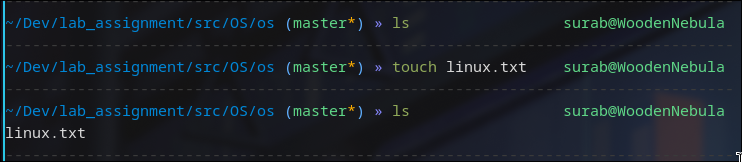 ~/Dev/lab_assignment/src/OS/os (master*) » ls surab@WoodenNebula
~/Dev/lab_assignment/src/OS/os (master*) » touch linux.txt surab@WoodenNebula
~/Dev/lab_assignment/src/OS/os (master*) » ls surab@WoodenNebula
linux.txt